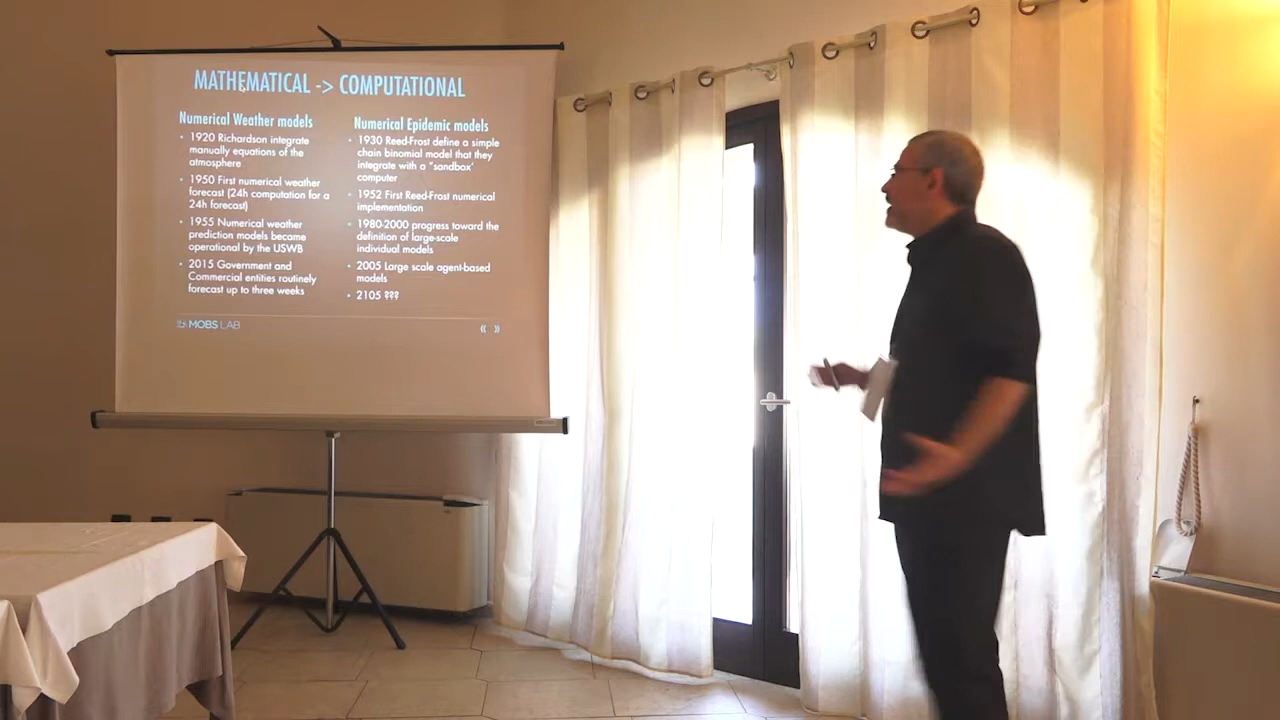 MATHEMATICAL -> COMPUTATIONAL
Numerical Weather models
• 1920 Richardson integrate
manually equations of the
atmosphere
• 1950 First numerical weather
forecast (24h computation for a
24h forecast)
• 1955 Numerical weather
prediction models became
operational by the USWB
• 2015 Government and
Commercial entities routinely
forecast up to three weeks
Numerical Epidemic models
• 1930 Reed-Frost define a simple
chain binomial model that they
integrate with a "sandbox'
computer
• 1952 First Reed-Frost numerical
implementation
• 1980-2000 progress toward the
definition of large-scale
individual models
• 2005 Large scale agent-based
models
• 2105 ???
MOBS LAB
« »